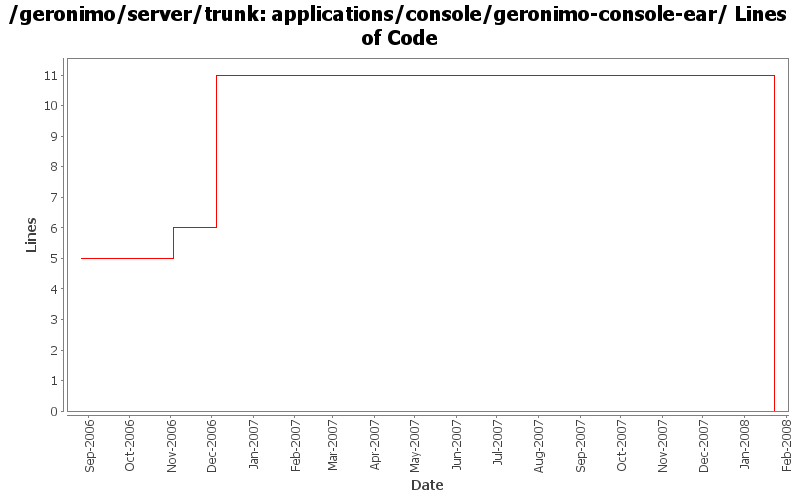 /geronimo/server/trunk: applications/console/geronimo-console-ear/ Lines
of Code
11
10
9
8
7
6
5
4
3
2
1
0
Lines
Sep-2006
Oct-2006
Nov-2006
Dec-2006
Jan-2007
Feb-2007
Mar-2007
Apr-2007
May-2007
Jun-2007
Jul-2007
Aug-2007
Sep-2007
Oct-2007
Nov-2007
Dec-2007
Jan-2008
Feb-2008
Date